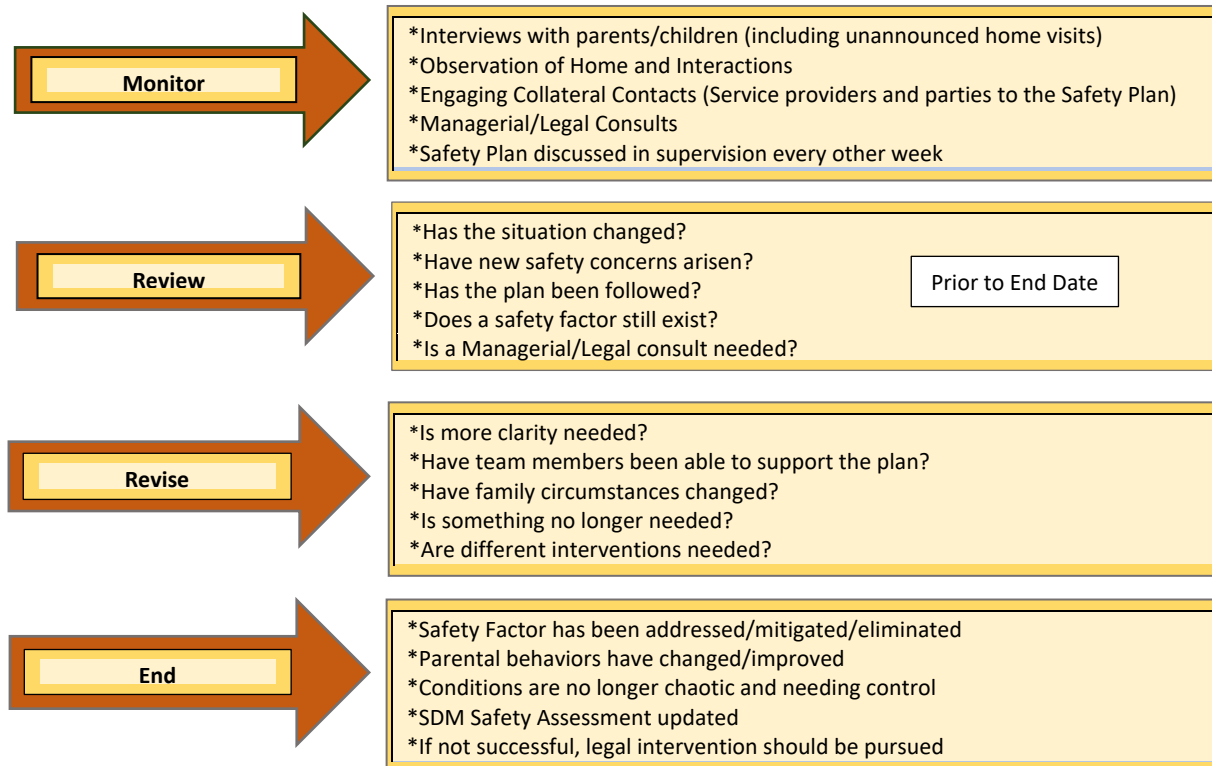 Monitor
*Interviews with parents/children (including unannounced home visits)
*Observation of Home and Interactions
*Engaging Collateral Contacts (Service providers and parties to the Safety Plan)
*Managerial/Legal Consults
*Safety Plan discussed in supervision every other week
Review
*Has the situation changed?
*Have new safety concerns arisen?
*Has the plan been followed?
*Does a safety factor still exist?
*Is a Managerial/Legal consult needed?
Prior to End Date
Revise
*Is more clarity needed?
*Have team members been able to support the plan?
*Have family circumstances changed?
*Is something no longer needed?
*Are different interventions needed?
End
*Safety Factor has been addressed/mitigated/eliminated
*Parental behaviors have changed/improved
*Conditions are no longer chaotic and needing control
*SDM Safety Assessment updated
*If not successful, legal intervention should be pursued